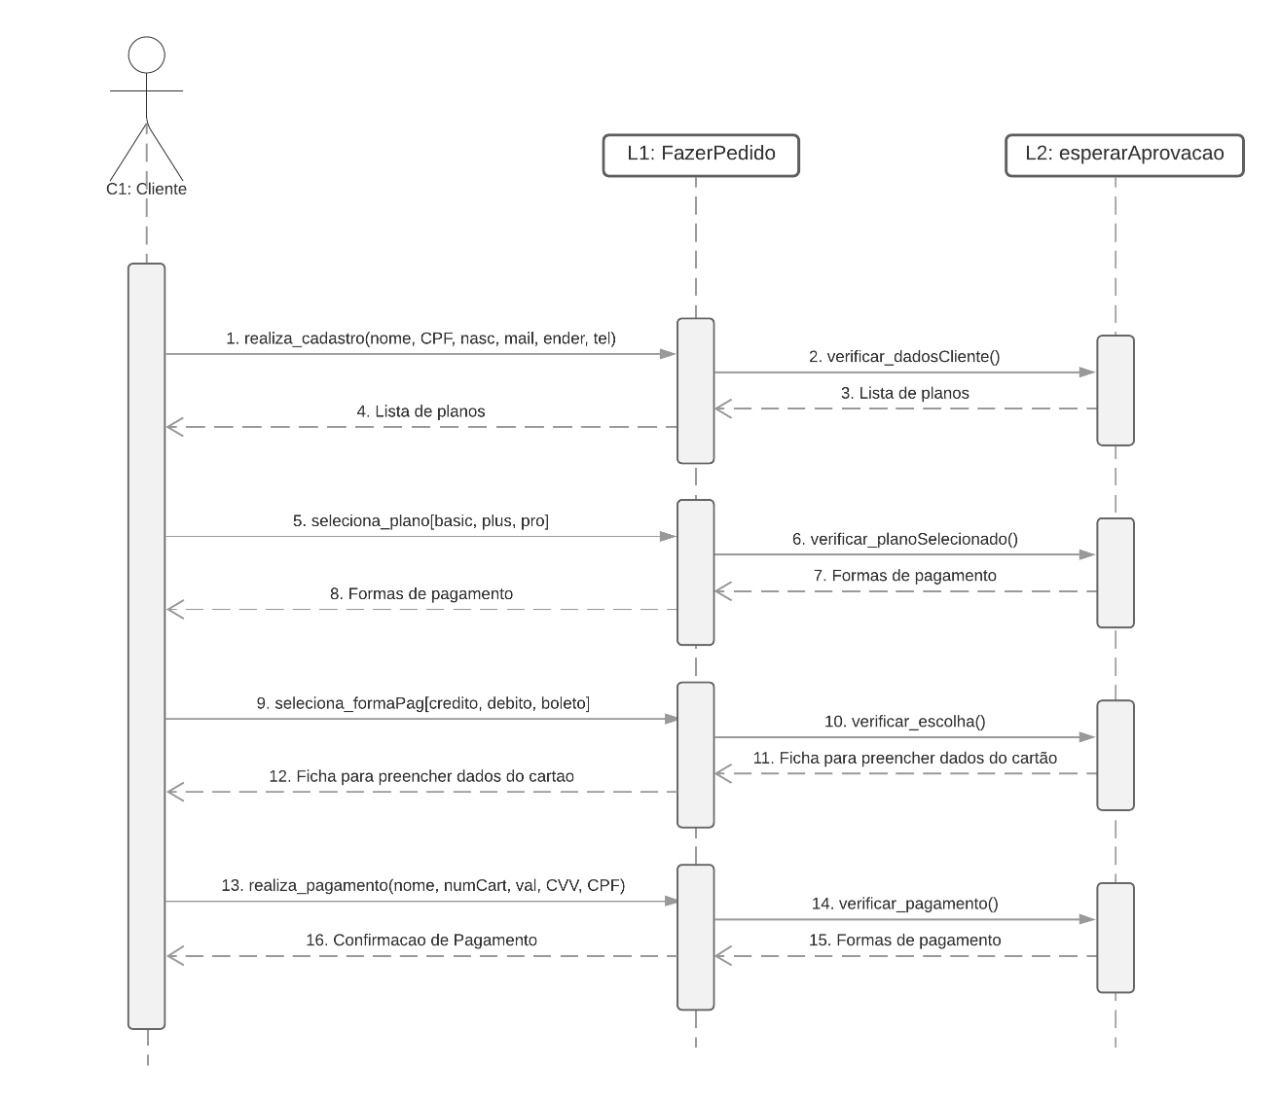 C1: Cliente
L1: FazerPedido
L2: esperarAprovacao
1. realiza_cadastro(nome, CPF, nasc, mail, ender, tel)
2. verificar_dadosCliente()
3. Lista de planos
4. Lista de planos
5. seleciona_plano[basic, plus, pro]
6. verificar_planoSelecionado()
7. Formas de pagamento
8. Formas de pagamento
9. seleciona_formaPag[credito, debito, boleto]
10. verificar_escolha()
11. Ficha para preencher dados do cartão
12. Ficha para preencher dados do cartao
13. realiza_pagamento(nome, numCart, val, CVV, CPF)
14. verificar_pagamento()
15. Formas de pagamento
16. Confirmacao de Pagamento